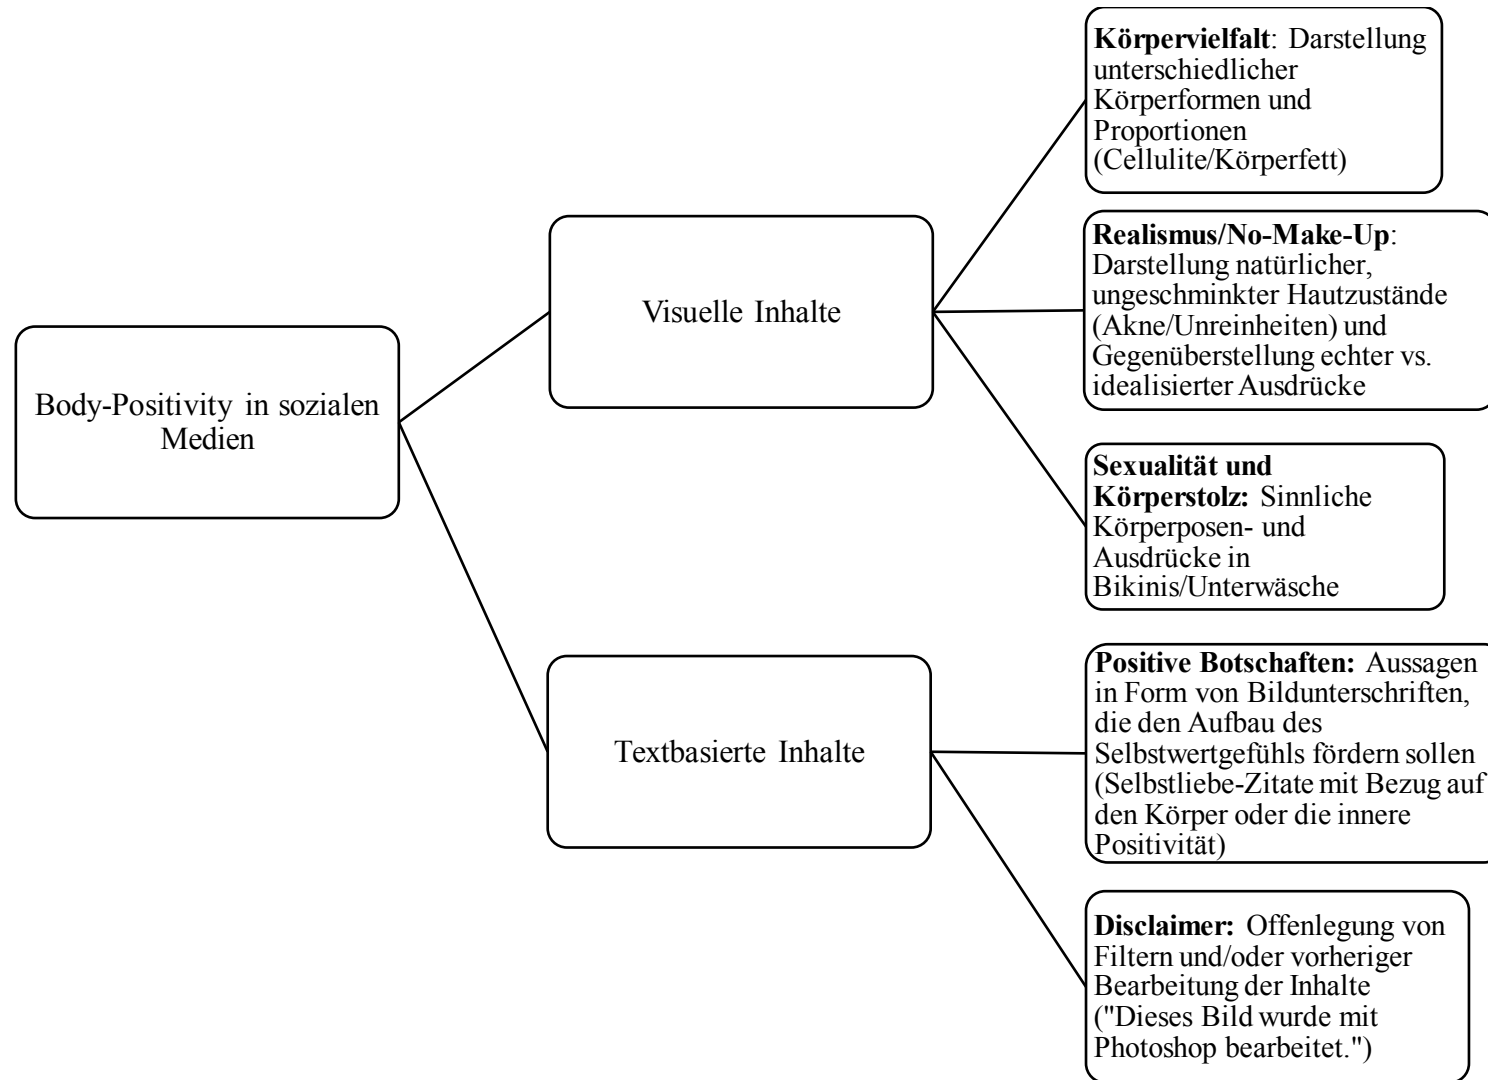 Body-Positivity in sozialen
Medien
Visuelle Inhalte
Körpervielfalt: Darstellung
unterschiedlicher
Körperformen und
Proportionen
(Cellulite/Körperfett)
Realismus/No-Make-Up:
Darstellung natürlicher,
ungeschminkter Hautzustände
(Akne/Unreinheiten) und
Gegenüberstellung echter vs.
idealisierter Ausdrücke
Sexualität und
Körperstolz: Sinnliche
Körperposen- und
Ausdrücke in
Bikinis/Unterwäsche
Textbasierte Inhalte
Positive Botschaften: Aussagen
in Form von Bildunterschriften,
die den Aufbau des
Selbstwertgefühls fördern sollen
(Selbstliebe-Zitate mit Bezug auf
den Körper oder die innere
Positivität)
Disclaimer: Offenlegung von
Filtern und/oder vorheriger
Bearbeitung der Inhalte
("Dieses Bild wurde mit
Photoshop bearbeitet.")